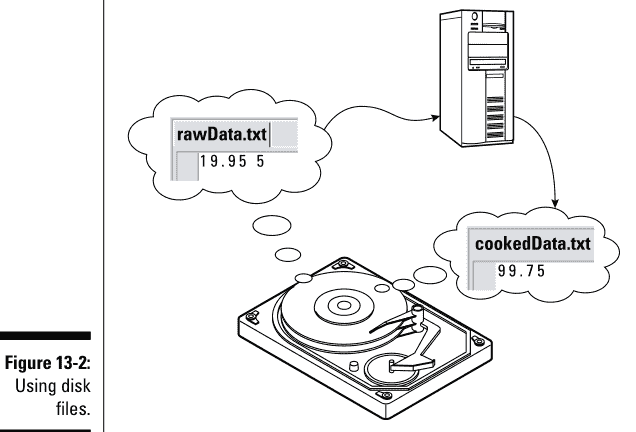 rawData.txt
19.95 5
cookedData.txt
99.75
Figure 13-2:
Using disk
files.